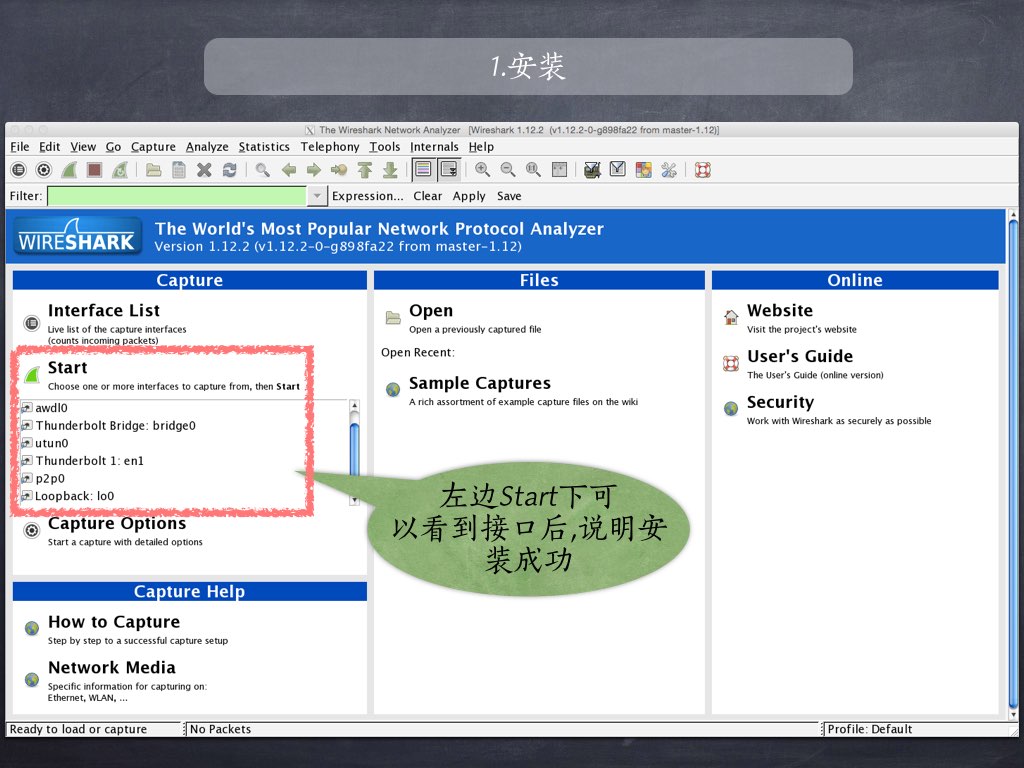 1.安装
The Wireshark Network Analyzer [Wireshark 1.12.2 (v1.12.2-0-g898fa22 from master-1.12)]
File Edit View Go Capture Analyze Statistics Telephony Tools Internals Help
Filter: Expression... Clear Apply Save
WIRESHARK
The World's Most Popular Network Protocol Analyzer
Version 1.12.2 (v1.12.2-0-g898fa22 from master-1.12)
Capture
Interface List
Live list of the capture interfaces
(counts incoming packets)
Start
Choose one or more interfaces to capture from, then Start
awdl0
Thunderbolt Bridge: bridge0
utun0
Thunderbolt 1: en1
p2p0
Loopback: lo0
Capture Options
Start a capture with detailed options
Capture Help
How to Capture
Step by step to a successful capture setup
Network Media
Specific information for capturing on:
Ethernet, WLAN, ...
Files
Open
Open a previously captured file
Open Recent:
Sample Captures
A rich assortment of example capture files on the wiki
左边Start下可
以看到接口后,说明安
装成功
Online
Website
Visit the project's website
User's Guide
The User's Guide (online version)
Security
Work with Wireshark as securely as possible
Ready to load or capture
No Packets
Profile: Default